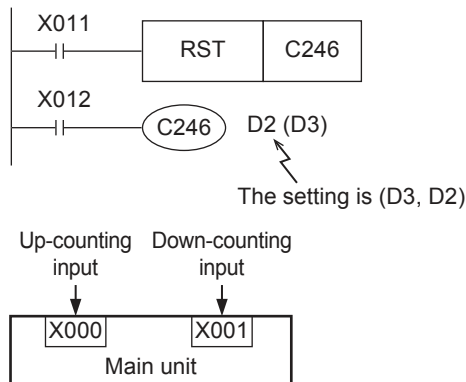 X011
RST C246
X012
C246 D2 (D3)
The setting is (D3, D2)
Up-counting Down-counting
input input
X000 X001
Main unit